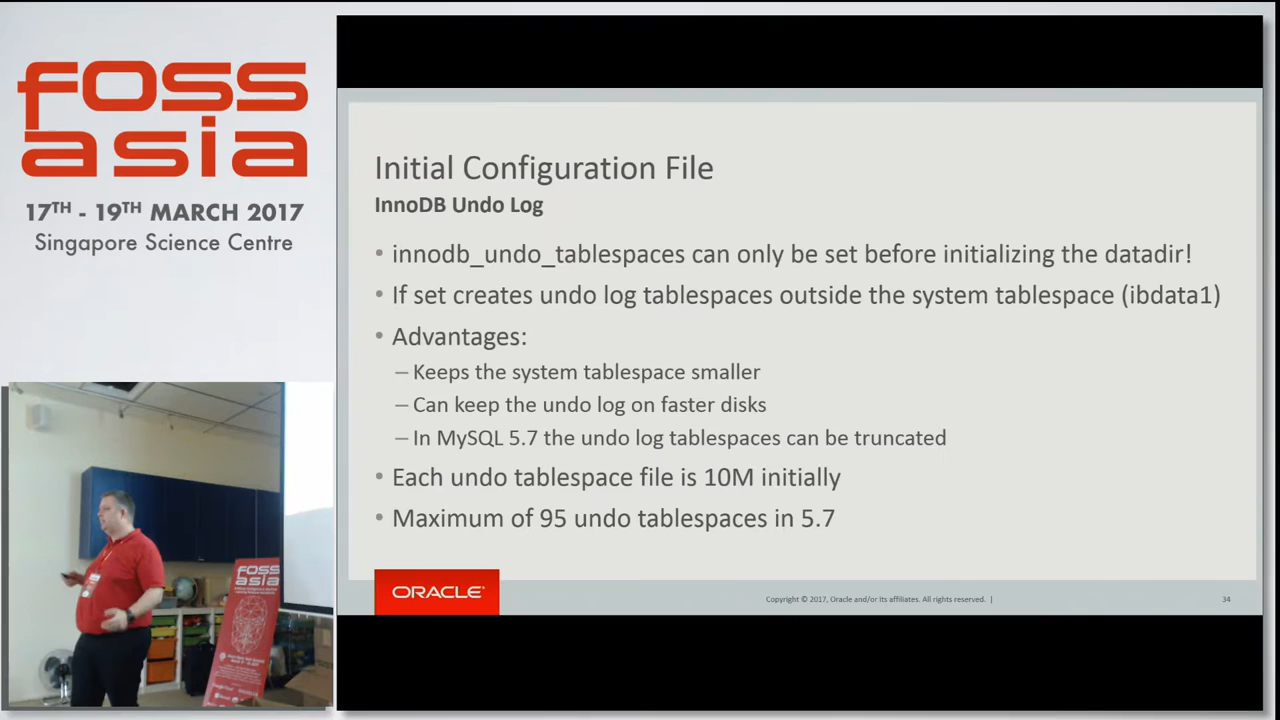 foss
asia
17TH - 19TH MARCH 2017
Singapore Science Centre
Initial Configuration File
InnoDB Undo Log
• innodb_undo_tablespaces can only be set before initializing the datadir!
• If set creates undo log tablespaces outside the system tablespace (ibdata1)
• Advantages:
– Keeps the system tablespace smaller
– Can keep the undo log on faster disks
– In MySQL 5.7 the undo log tablespaces can be truncated
• Each undo tablespace file is 10M initially
• Maximum of 95 undo tablespaces in 5.7
ORACLE®
Copyright © 2017, Oracle and/or its affiliates. All rights reserved. |
34
FOSS
asia